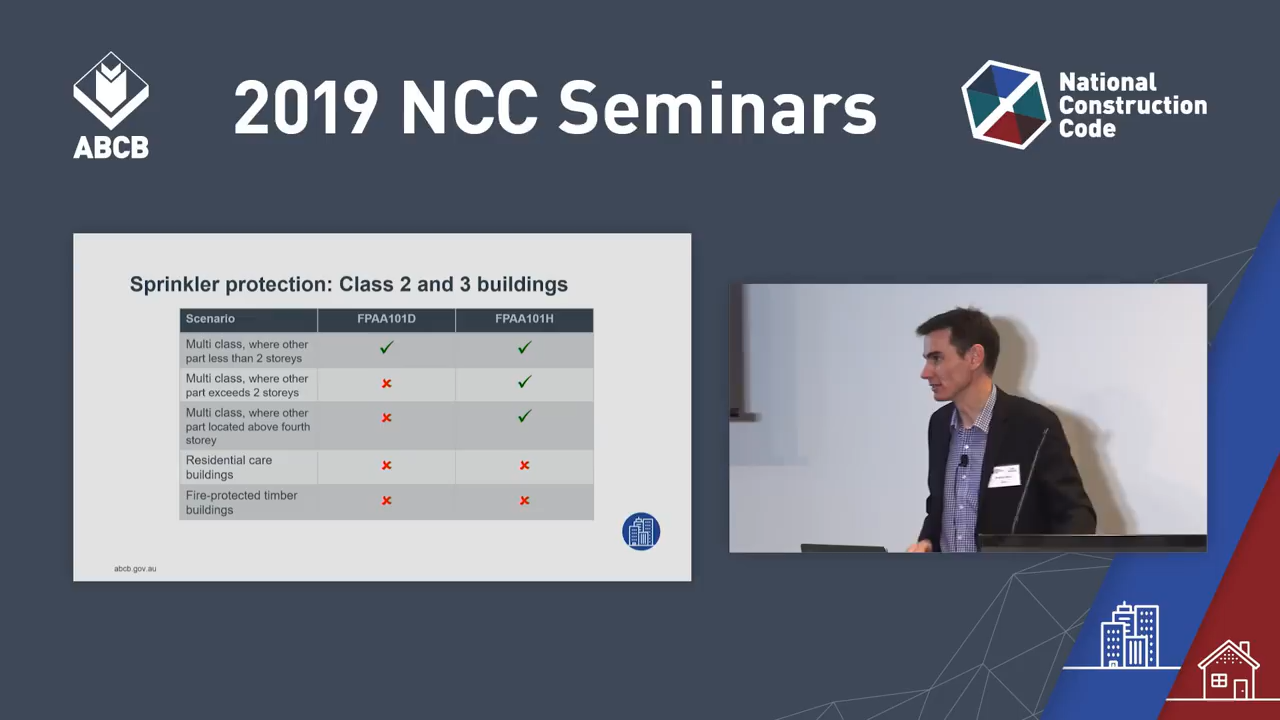 ABCB
2019 NCC Seminars
National
Construction
Code
Sprinkler protection: Class 2 and 3 buildings
Scenario FPAA101D FPAA101H
Multi class, where other
part less than 2 storeys
Multi class, where other
part exceeds 2 storeys
Multi class, where other
part located above fourth
storey
Residential care
buildings
Fire-protected timber
buildings
abcb.gov.au